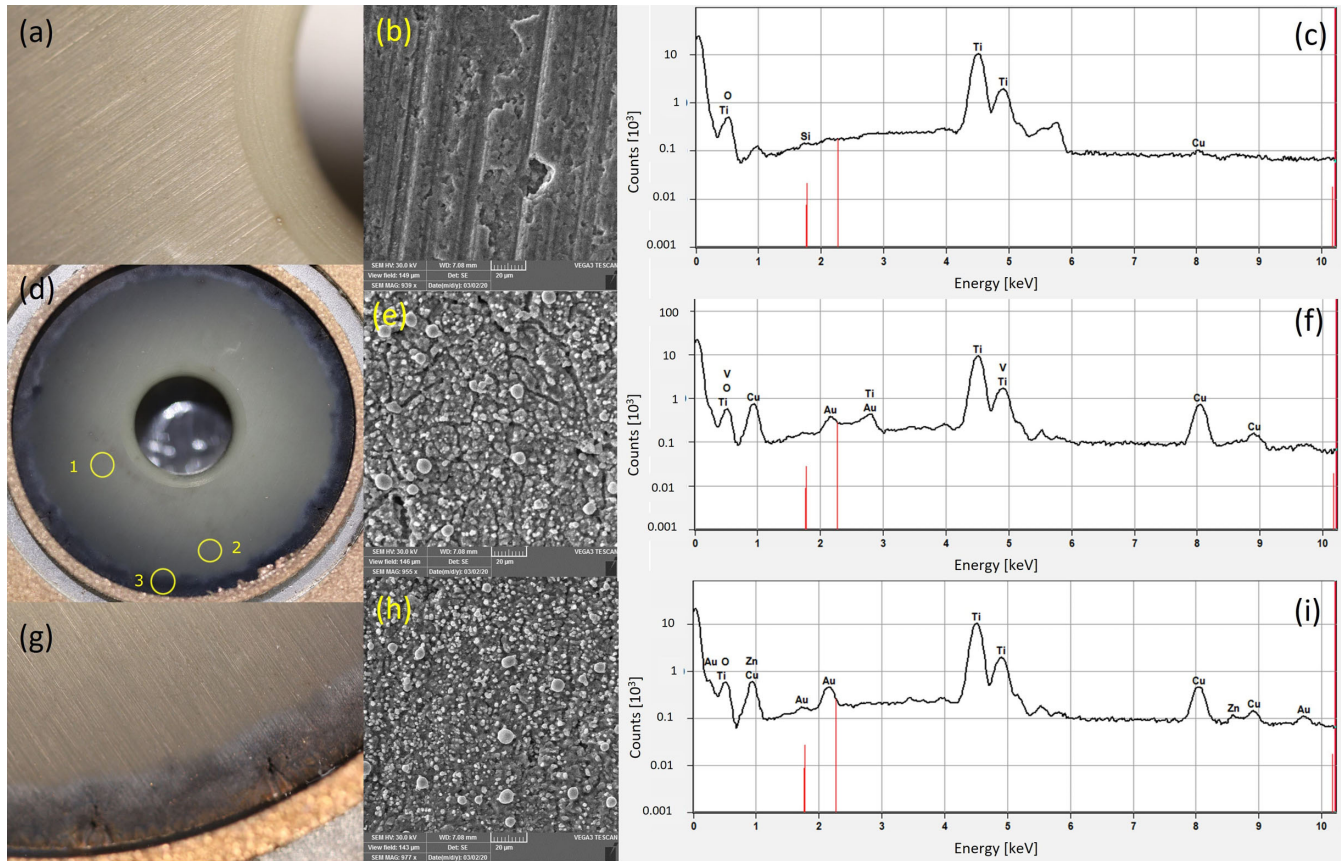 (a)
(b)
SEM HV: 30.0 kV WD: 7.08 mm
View field: 149 µm Det: SE 20 µm
SEM MAG: 939 x Date(m/d/y): 03/02/20
VEGA3 TESCAN
(c)
Counts [10³]
10
1
0.1
0.01
0.001
O
Ti
Si
Ti
Ti
Cu
1 2 3 4 5 6 7 8 9 10
Energy [keV]
(d)
1
2
3
(e)
SEM HV: 30.0 kV WD: 7.08 mm
View field: 146 µm Det: SE 20 µm
SEM MAG: 955 x Date(m/d/y): 03/02/20
VEGA3 TESCAN
(f)
Counts [10³]
100
10
1
0.1
0.01
0.001
V
O
Ti
Cu
Au
Ti
Au
Ti
V
Ti
Cu
Cu
0 1 2 3 4 5 6 7 8 9 10
Energy [keV]
(g)
(h)
SEM HV: 30.0 kV WD: 7.08 mm
View field: 143 µm Det: SE 20 µm
SEM MAG: 977 x Date(m/d/y): 03/02/20
VEGA3 TESCAN
(i)
Counts [10³]
10
1
0.1
0.01
0.001
Au O
Ti
Zn
Cu
Au
Au
Ti
Ti
Cu
Zn
Cu
Au
0 1 2 3 4 5 6 7 8 9 10
Energy [keV]